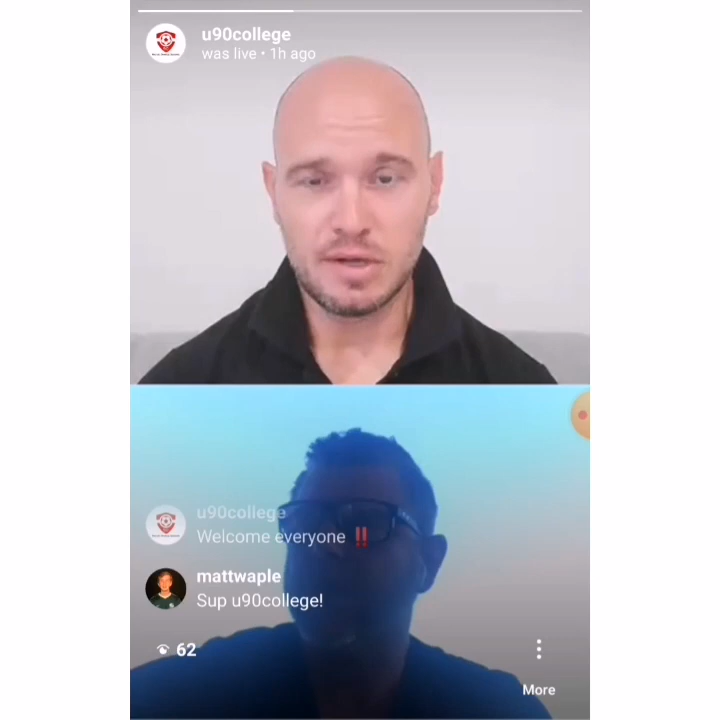 u90college
was live • 1h ago
u90college
Welcome everyone ‼️
mattwaple
Sup u90college!
62
More